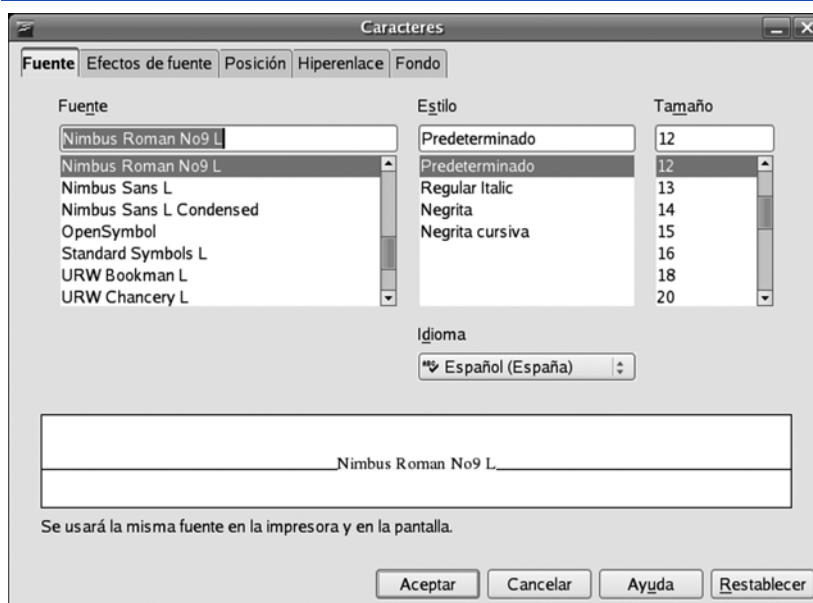 Caracteres
Fuente Efectos de fuente Posición Hiperenlace Fondo
Fuente Estilo Tamaño
Nimbus Roman No9 L Predeterminado 12
Nimbus Roman No9 L Predeterminado 12
Nimbus Sans L Regular Italic 13
Nimbus Sans L Condensed Negrita 14
OpenSymbol Negrita cursiva 15
Standard Symbols L 16
URW Bookman L 18
URW Chancery L 20
Idioma
ABC Español (España)
Nimbus Roman No9 L
Se usará la misma fuente en la impresora y en la pantalla.
Aceptar Cancelar Ayuda Restablecer